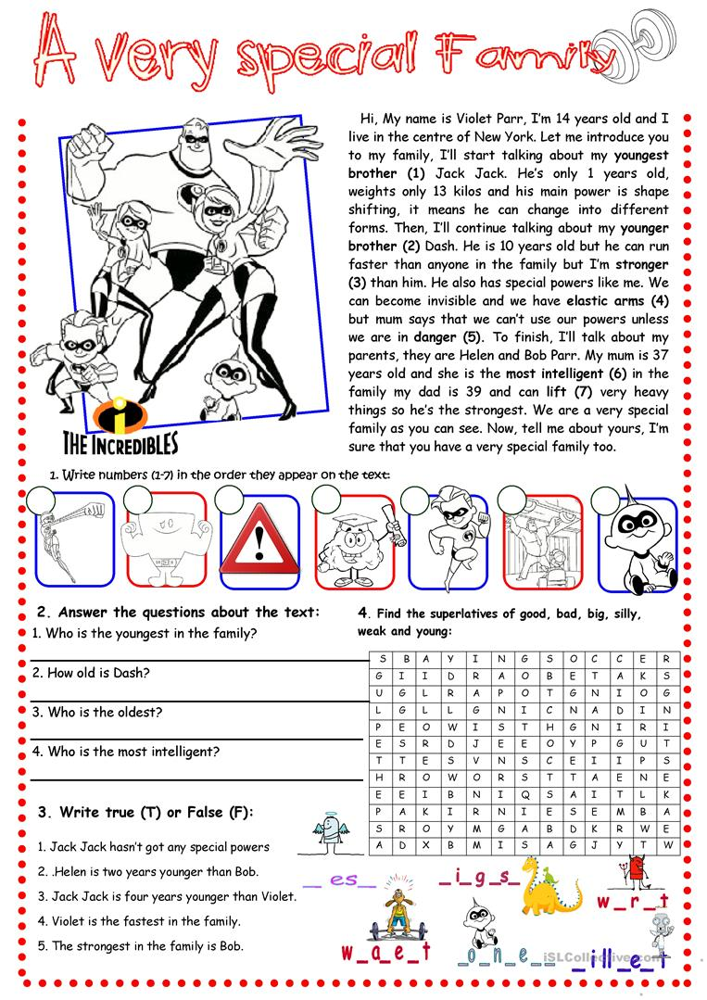 A very special Family
Hi, My name is Violet Parr, I'm 14 years old and I
live in the centre of New York. Let me introduce you
to my family, I'll start talking about my youngest
brother (1) Jack Jack. He's only 1 years old,
weights only 13 kilos and his main power is shape
shifting, it means he can change into different
forms. Then, I'll continue talking about my younger
brother (2) Dash. He is 10 years old but he can run
faster than anyone in the family but I'm stronger
(3) than him. He also has special powers like me. We
can become invisible and we have elastic arms (4)
but mum says that we can't use our powers unless
we are in danger (5). To finish, I'll talk about my
parents, they are Helen and Bob Parr. My mum is 37
years old and she is the most intelligent (6) in the
family my dad is 39 and can lift (7) very heavy
things so he's the strongest. We are a very special
family as you can see. Now, tell me about yours, I'm
sure that you have a very special family too.
i
THE INCREDIBLES
1. Write numbers (1-7) in the order they appear on the text:
!
2. Answer the questions about the text:
1. Who is the youngest in the family?
2. How old is Dash?
3. Who is the oldest?
4. Who is the most intelligent?
3. Write true (T) or False (F):
1. Jack Jack hasn't got any special powers
2. .Helen is two years younger than Bob.
3. Jack Jack is four years younger than Violet.
4. Violet is the fastest in the family.
5. The strongest in the family is Bob.
4. Find the superlatives of good, bad, big, silly,
weak and young:
S B A Y I N G S O C C E R
G I I D R A O B E T A K S
U G L R A P O T G N I O G
L G L L G N I C N A D I N
P E O W I S T H G N I R I
E S R D J E E O Y P G U T
T T E S V N S C E I I P S
H R O W O R S T T A E N E
E E I B N I Q S A I T L K
P A K I R N I E S E M B A
S R O Y M G A B D K R W E
A D X B M I S A G J Y T W
_ es_
_i_g_s_
w_r_t
w_a_e_t
_o_n_e__
_ill_e_t
iSLCollective.com